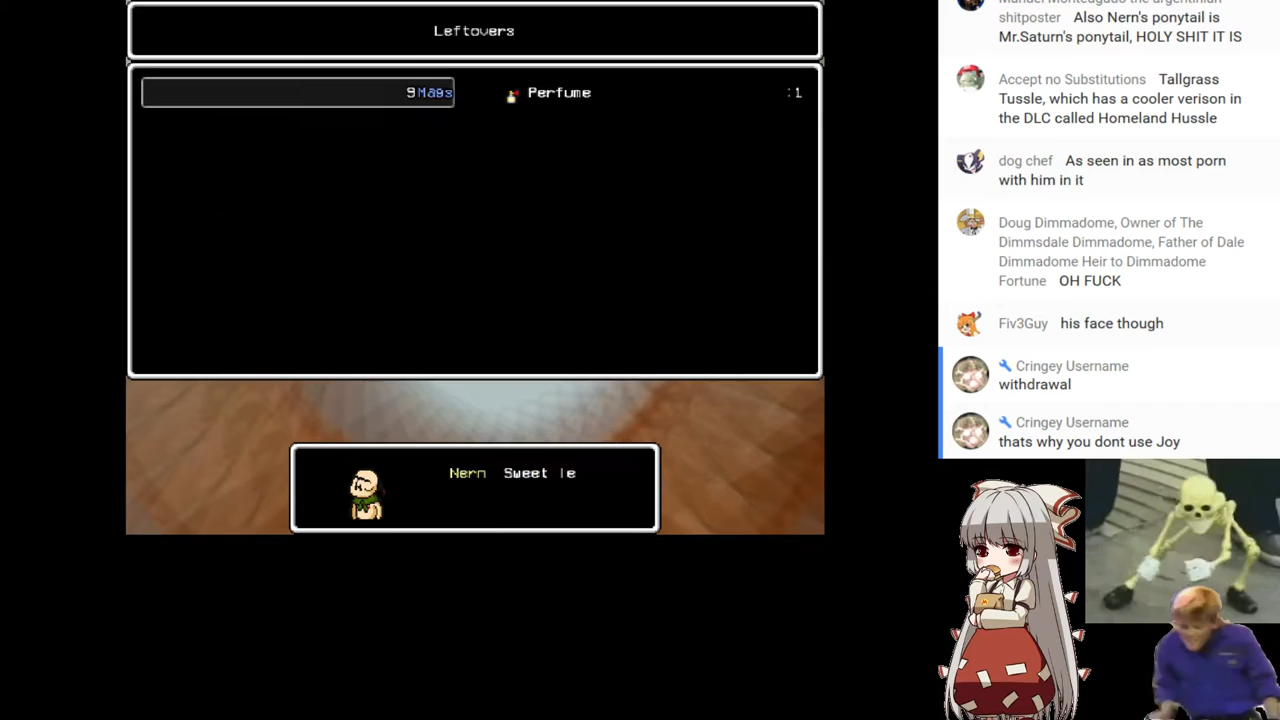 Leftovers
9 Mags
Perfume :1
Nern Sweet le
shitposter Also Nern's ponytail is
Mr.Saturn's ponytail, HOLY SHIT IT IS
Accept no Substitutions Tallgrass
Tussle, which has a cooler verison in
the DLC called Homeland Hussle
dog chef As seen in as most porn
with him in it
Doug Dimmadome, Owner of The
Dimmsdale Dimmadome, Father of Dale
Dimmadome Heir to Dimmadome
Fortune OH FUCK
Fiv3Guy his face though
Cringey Username
withdrawal
Cringey Username
thats why you dont use Joy